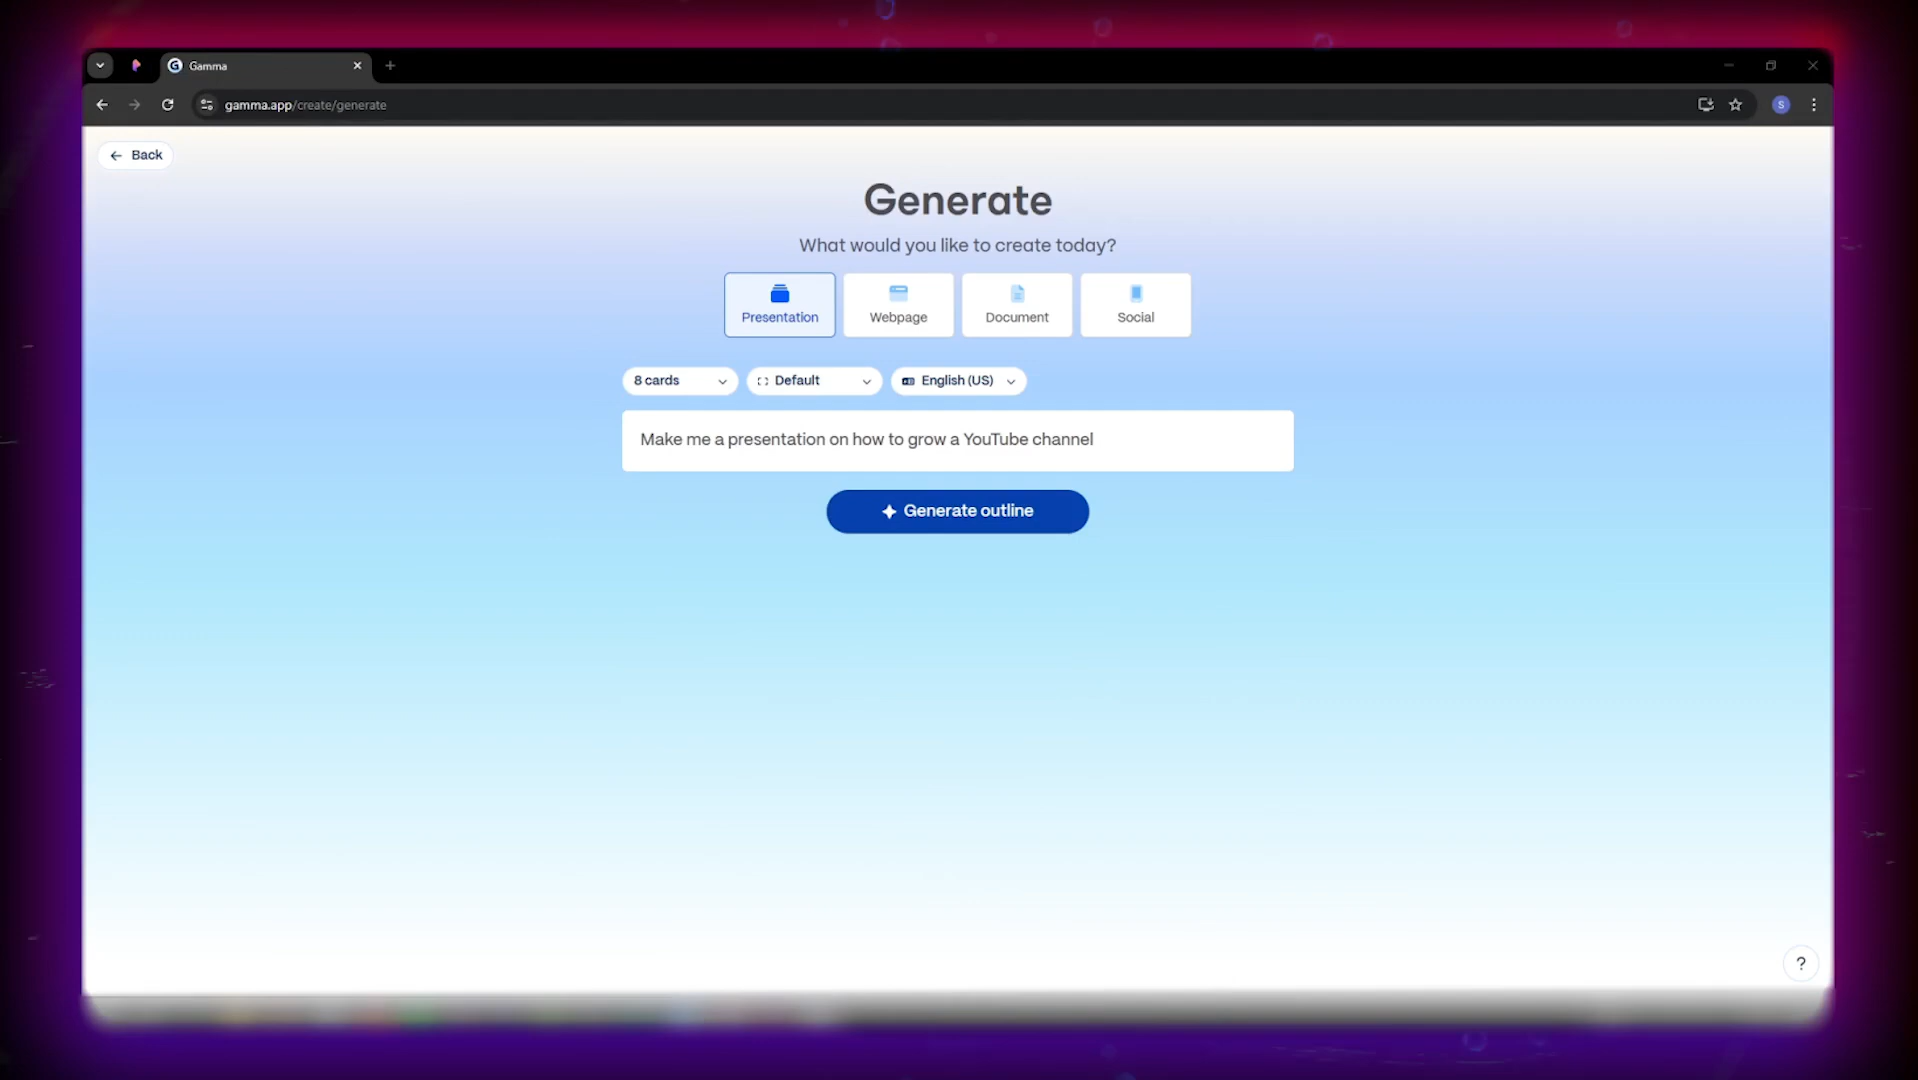 Gamma
gamma.app/create/generate
S
Back
Generate
What would you like to create today?
Presentation
Webpage
Document
Social
8 cards
Default
English (US)
Make me a presentation on how to grow a YouTube channel
Generate outline
?